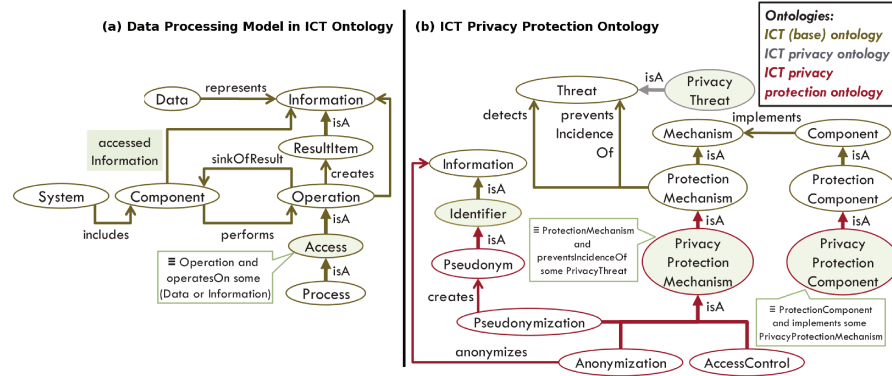 (a) Data Processing Model in ICT Ontology
represents
Data
Information
accessed
Information
isA
ResultItem
sinkOfResult
creates
System
Component
Operation
includes
performs
isA
Access
≡ Operation and
operatesOn some
(Data or Information)
isA
Process
(b) ICT Privacy Protection Ontology
Ontologies:
ICT (base) ontology
ICT privacy ontology
ICT privacy
protection ontology
Threat
isA
Privacy
Threat
detects
prevents
Incidence
Of
implements
Mechanism
Component
Information
isA
isA
isA
Protection
Mechanism
Protection
Component
Identifier
isA
isA
isA
≡ ProtectionMechanism
and
preventsIncidenceOf
some PrivacyThreat
Privacy
Protection
Mechanism
Privacy
Protection
Component
Pseudonym
creates
isA
≡ ProtectionComponent
and implements some
PrivacyProtectionMechanism
Pseudonymization
anonymizes
Anonymization
AccessControl